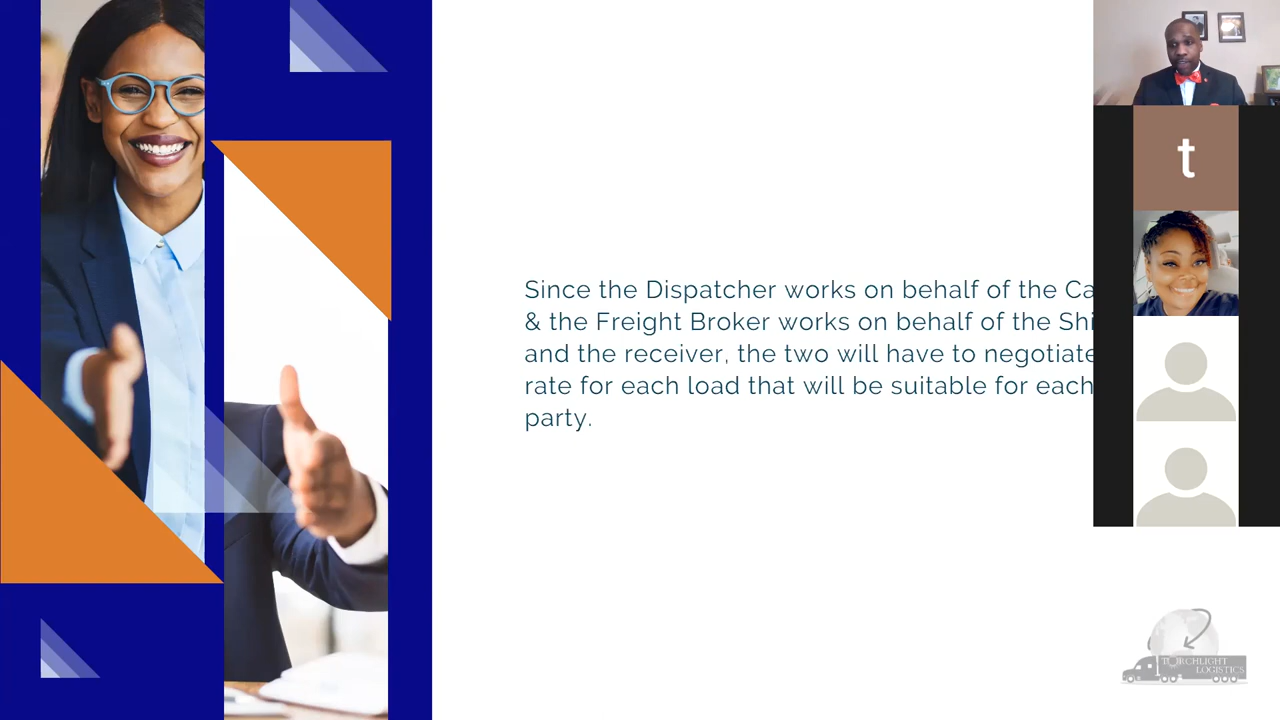 Since the Dispatcher works on behalf of the Ca
& the Freight Broker works on behalf of the Shi
and the receiver, the two will have to negotiate
rate for each load that will be suitable for each
party.
t
TORCHLIGHT
LOGISTICS